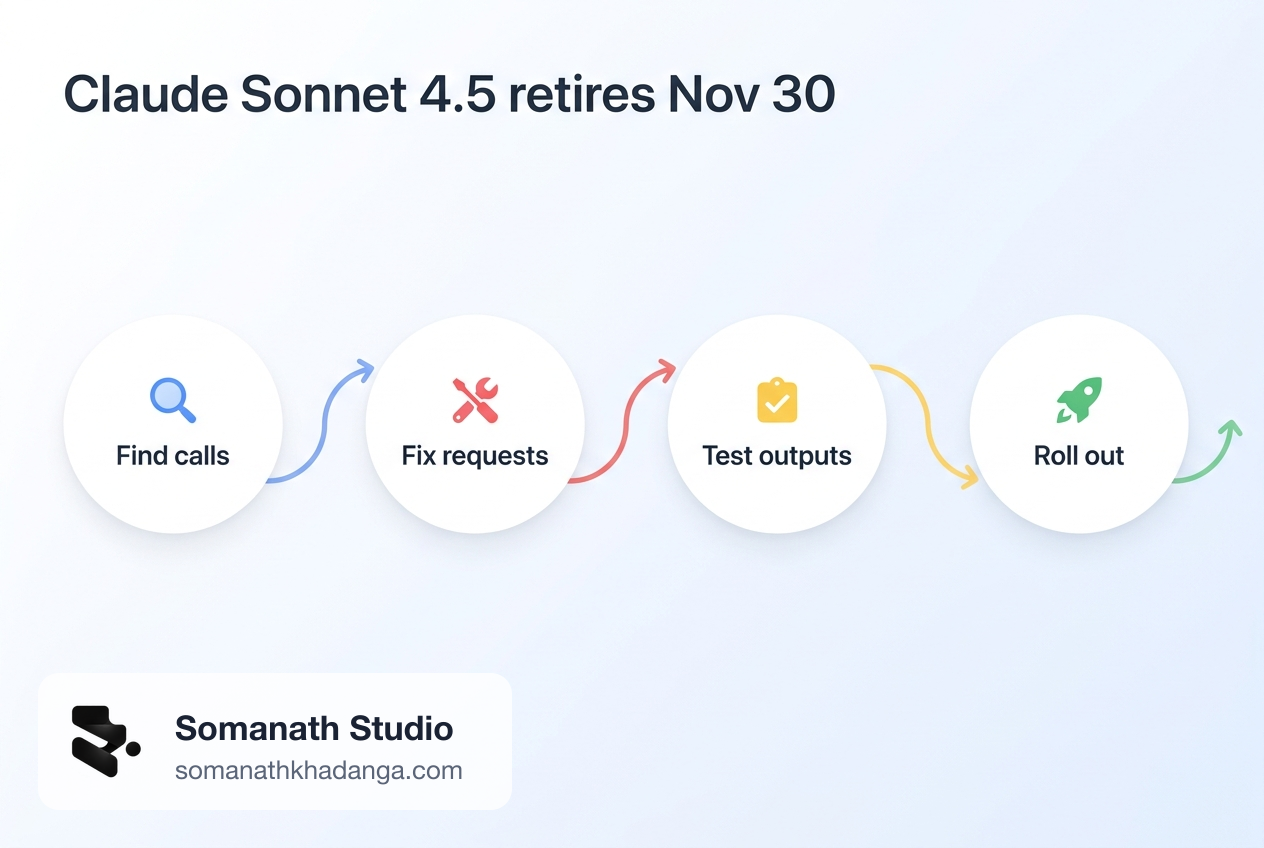 Claude Sonnet 4.5 retires Nov 30
Find calls
Fix requests
Test outputs
Roll out
Somanath Studio
somanathkhadanga.com